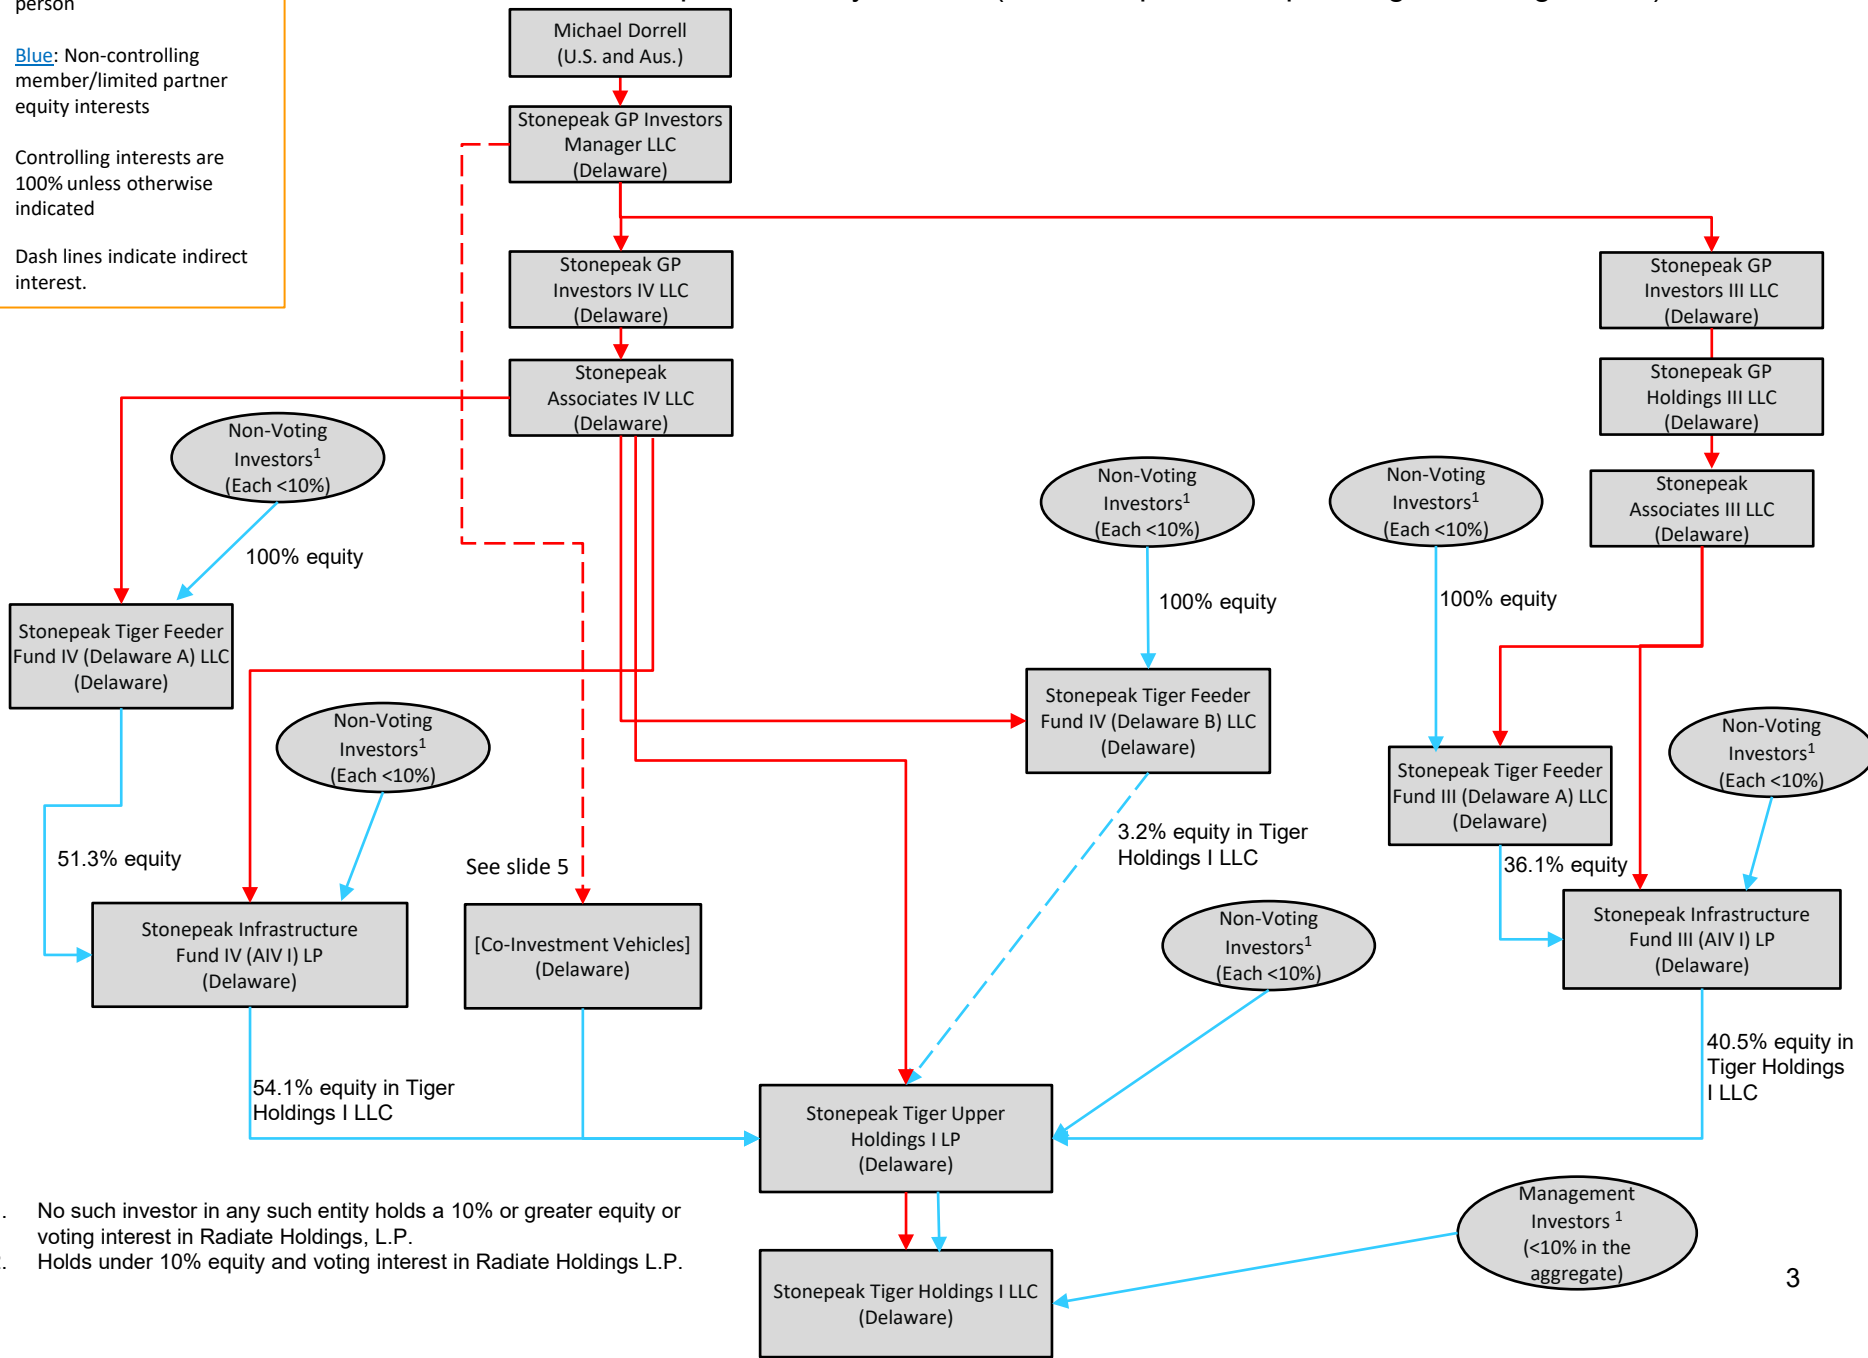 person
Blue: Non-controlling
member/limited partner
equity interests
Controlling interests are
100% unless otherwise
indicated
Dash lines indicate indirect
interest.
Michael Dorrell
(U.S. and Aus.)
Stonepeak GP Investors
Manager LLC
(Delaware)
Stonepeak GP
Investors IV LLC
(Delaware)
Stonepeak GP
Investors III LLC
(Delaware)
Stonepeak
Associates IV LLC
(Delaware)
Stonepeak GP
Holdings III LLC
(Delaware)
Non-Voting
Investors1
(Each <10%)
Non-Voting
Investors1
(Each <10%)
Non-Voting
Investors1
(Each <10%)
Stonepeak
Associates III LLC
(Delaware)
100% equity
100% equity
100% equity
Stonepeak Tiger Feeder
Fund IV (Delaware A) LLC
(Delaware)
Stonepeak Tiger Feeder
Fund IV (Delaware B) LLC
(Delaware)
Non-Voting
Investors1
(Each <10%)
Non-Voting
Investors1
(Each <10%)
Stonepeak Tiger Feeder
Fund III (Delaware A) LLC
(Delaware)
51.3% equity
See slide 5
3.2% equity in Tiger
Holdings I LLC
36.1% equity
Stonepeak Infrastructure
Fund IV (AIV I) LP
(Delaware)
[Co-Investment Vehicles]
(Delaware)
Non-Voting
Investors1
(Each <10%)
Stonepeak Infrastructure
Fund III (AIV I) LP
(Delaware)
54.1% equity in Tiger
Holdings I LLC
40.5% equity in
Tiger Holdings
I LLC
Stonepeak Tiger Upper
Holdings I LP
(Delaware)
Management
Investors 1
(<10% in the
aggregate)
No such investor in any such entity holds a 10% or greater equity or
voting interest in Radiate Holdings, L.P.
Holds under 10% equity and voting interest in Radiate Holdings L.P.
Stonepeak Tiger Holdings I LLC
(Delaware)
3